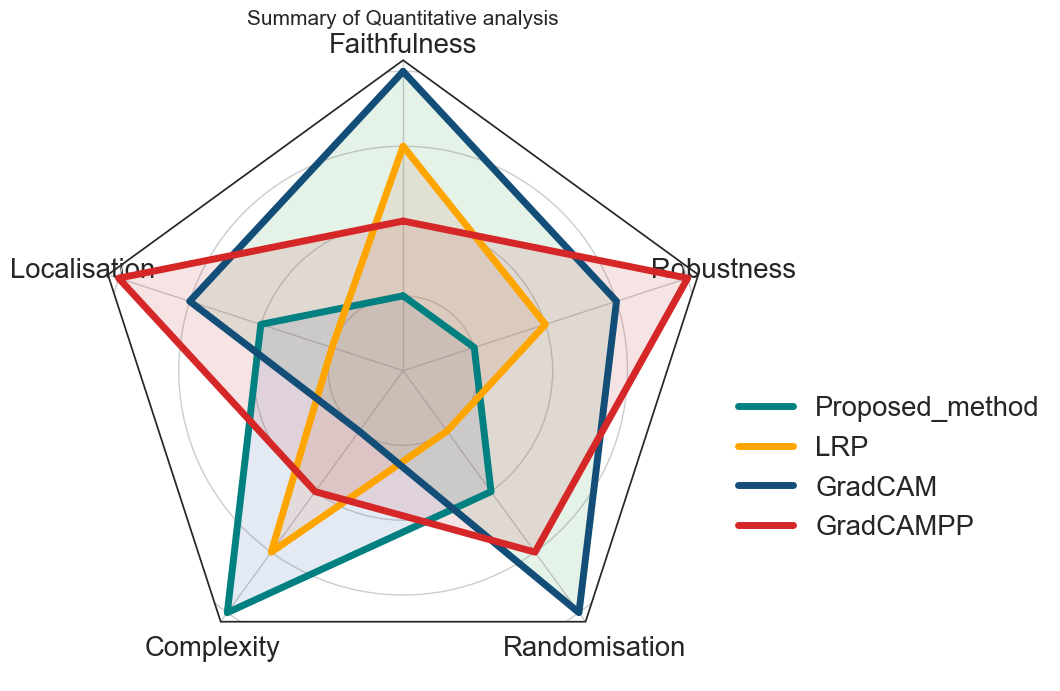 Summary of Quantitative analysis
Faithfulness
Localisation
Robustness
Proposed_method
LRP
GradCAM
GradCAMPP
Complexity
Randomisation